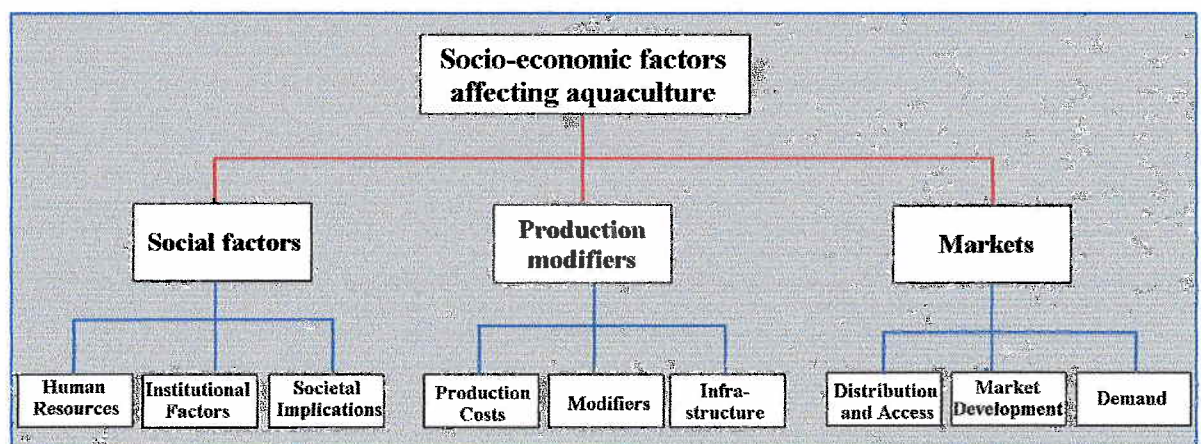 Socio-economic factors
affecting aquaculture
Social factors
Production
modifiers
Markets
Human
Resources
Institutional
Factors
Societal
Implications
Production
Costs
Modifiers
Infra-
structure
Distribution
and Access
Market
Development
Demand